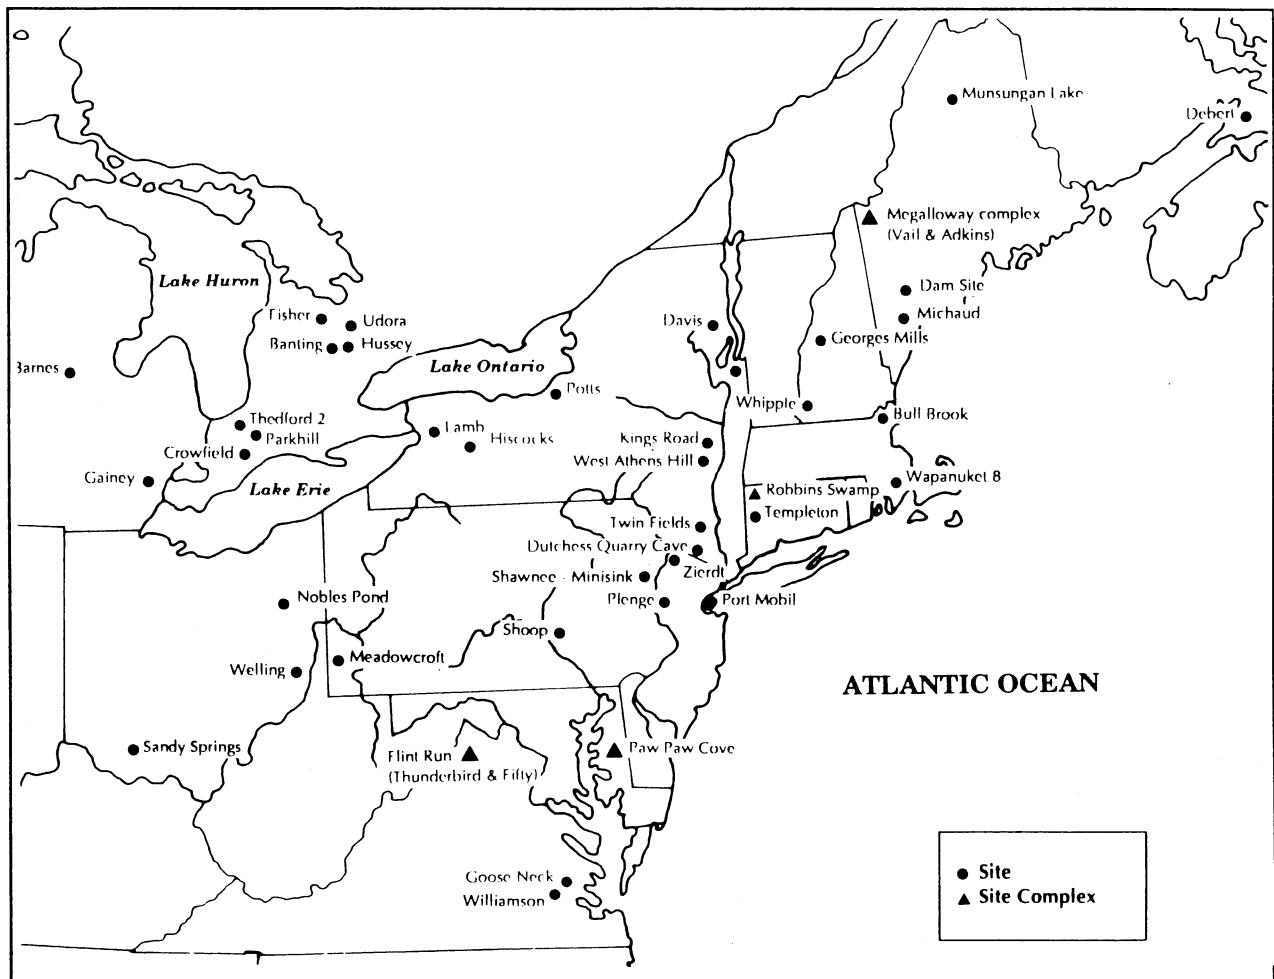 Munsungan Lake
Debert
Megalloway complex
(Vail & Adkins)
Lake Huron
Dam Site
Fisher
Udora
Davis
Michaud
Banting
Hussey
Georges Mills
Barnes
Lake Ontario
Potts
Whipple
Thedford 2
Bull Brook
Lamb
Parkhill
Hiscocks
Kings Road
Crowfield
West Athens Hill
Gainey
Lake Erie
Wapanuket 8
Robbins Swamp
Templeton
Twin Fields
Dutchess Quarry Cave
Shawnee - Minisink
Zierdt
Nobles Pond
Plenge
Port Mobil
Shoop
Meadowcroft
Welling
ATLANTIC OCEAN
Sandy Springs
Flint Run
(Thunderbird & Fifty)
Paw Paw Cove
Goose Neck
Williamson
Site
Site Complex